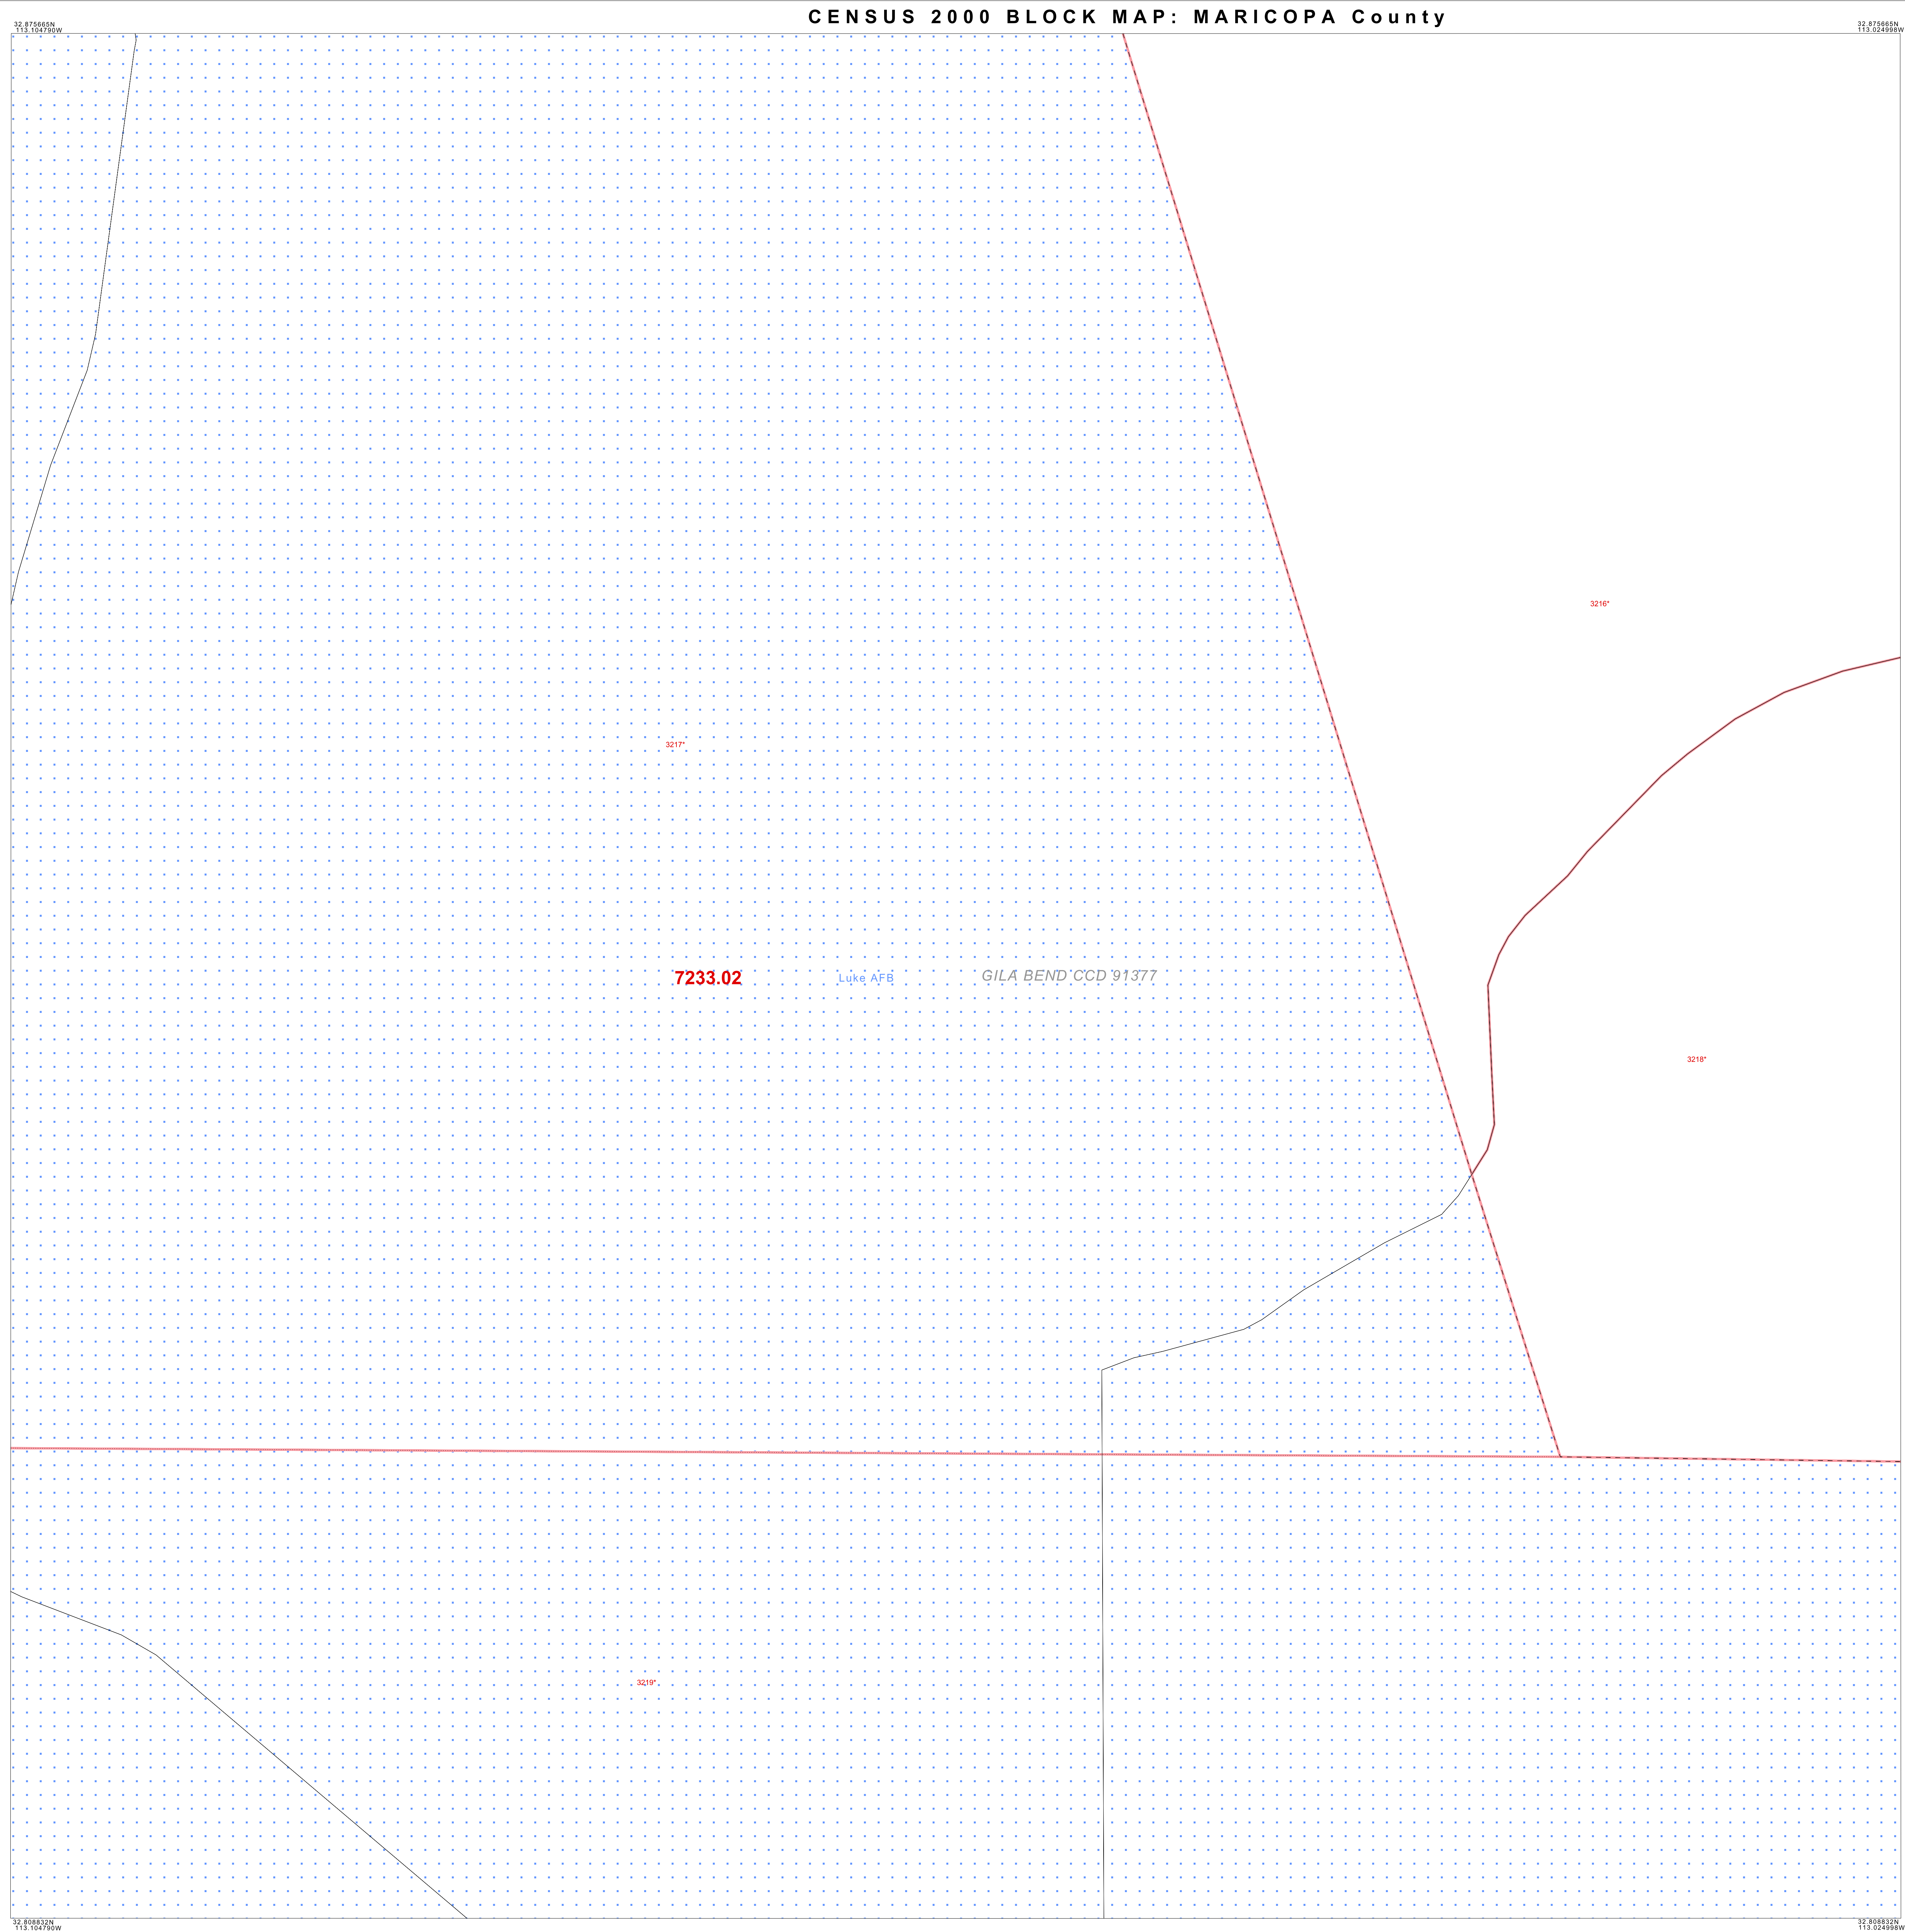 CENSUS 2000 BLOCK MAP: MARICOPA County
32.875665N
113.104790W
32.875665N
113.024998W
3216*
3217*
7233.02
Luke AFB
GILA BEND CCD 91377
3218*
3219*
32.808832N
113.104790W
32.808832N
113.024998W